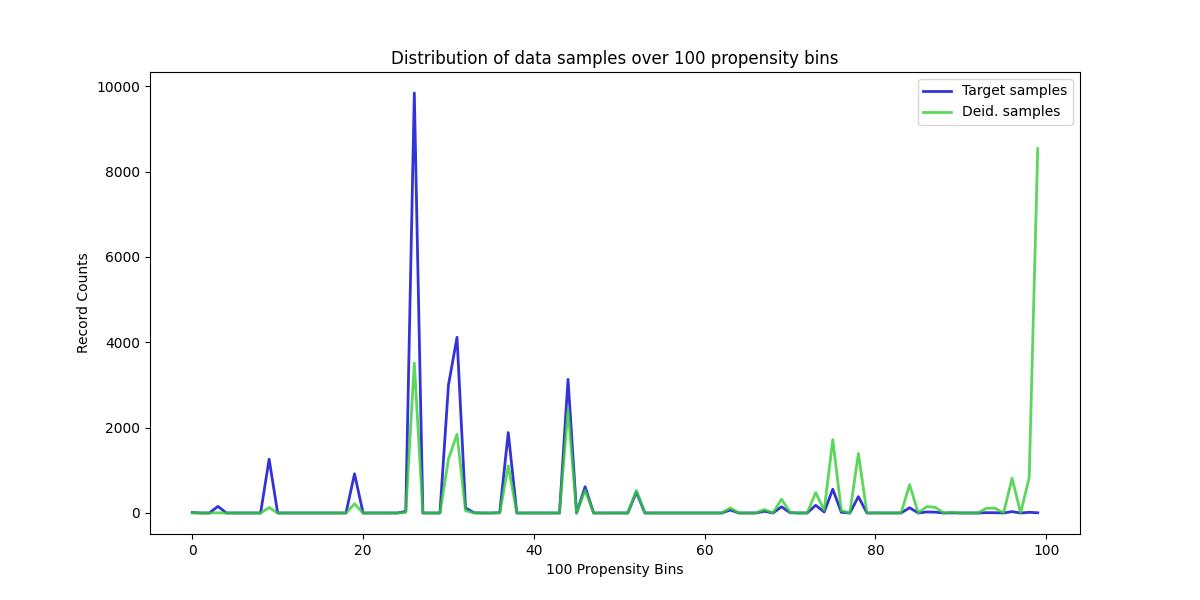 Distribution of data samples over 100 propensity bins
Target samples
Deid. samples
10000
8000
6000
4000
2000
0
Record Counts
0 20 40 60 80 100
100 Propensity Bins